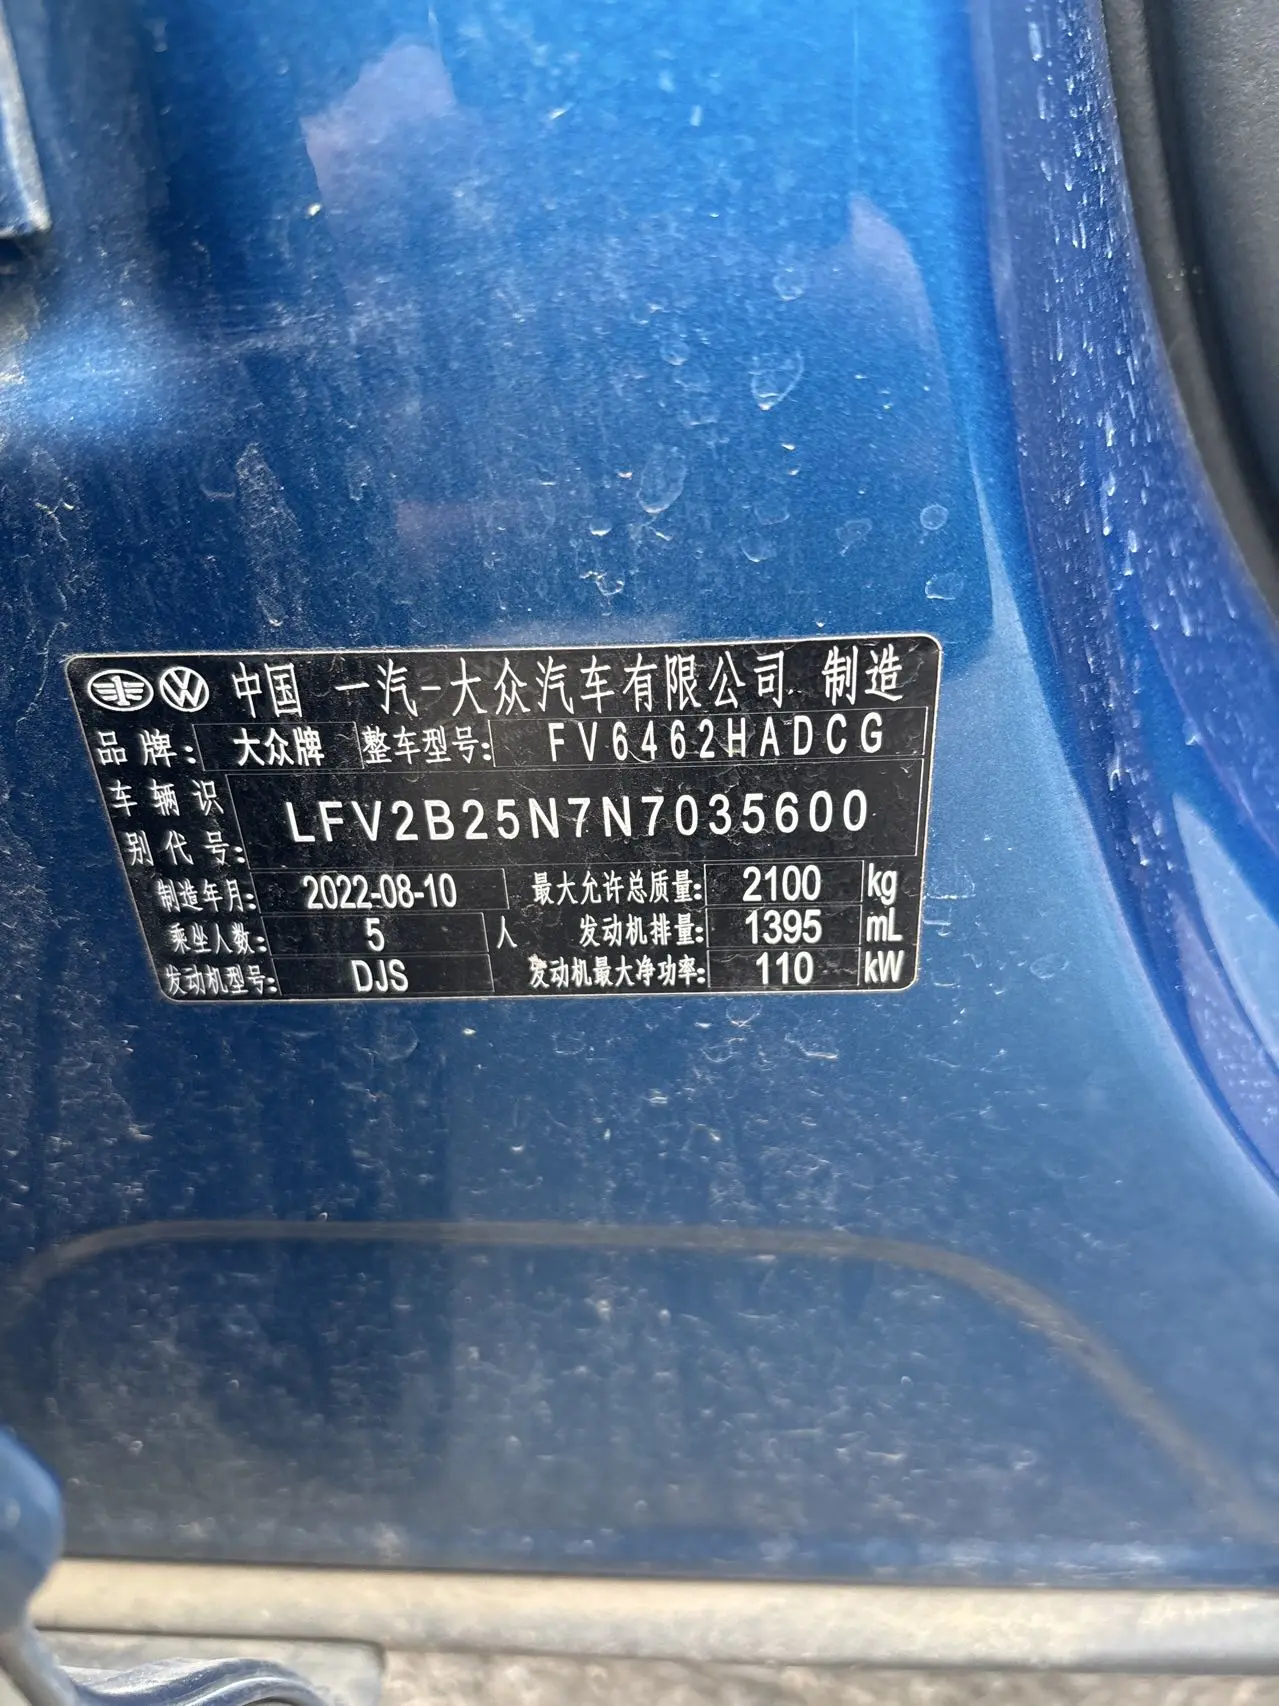 中国 一汽-大众汽车有限公司 制造
品牌: 大众牌 整车型号: FV6462HADCG
车辆识别代号: LFV2B25N7N7035600
制造年月: 2022-08-10 最大允许总质量: 2100 kg
乘坐人数: 5 人 发动机排量: 1395 mL
发动机型号: DJS 发动机最大净功率: 110 kW